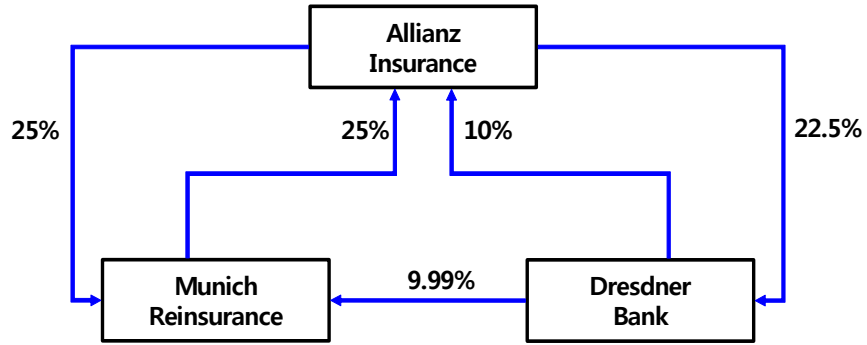 Allianz
Insurance
25%
25%
10%
22.5%
Munich
Reinsurance
9.99%
Dresdner
Bank